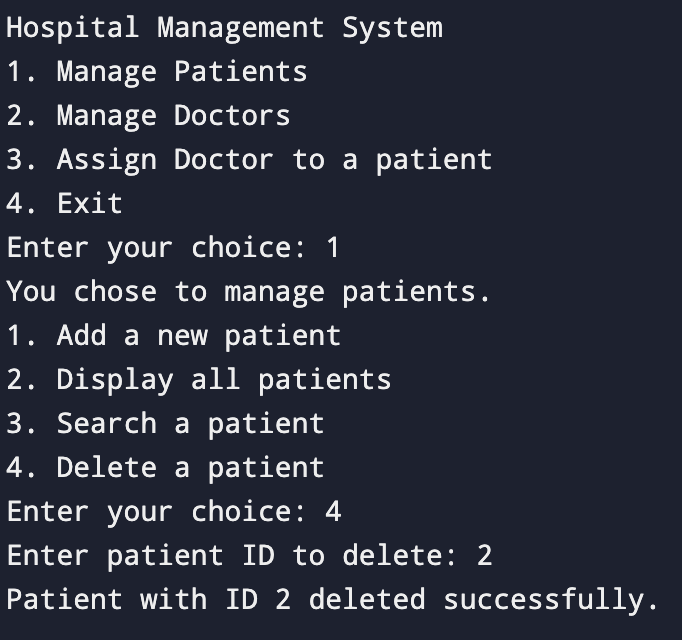 Hospital Management System
1. Manage Patients
2. Manage Doctors
3. Assign Doctor to a patient
4. Exit
Enter your choice: 1
You chose to manage patients.
1. Add a new patient
2. Display all patients
3. Search a patient
4. Delete a patient
Enter your choice: 4
Enter patient ID to delete: 2
Patient with ID 2 deleted successfully.